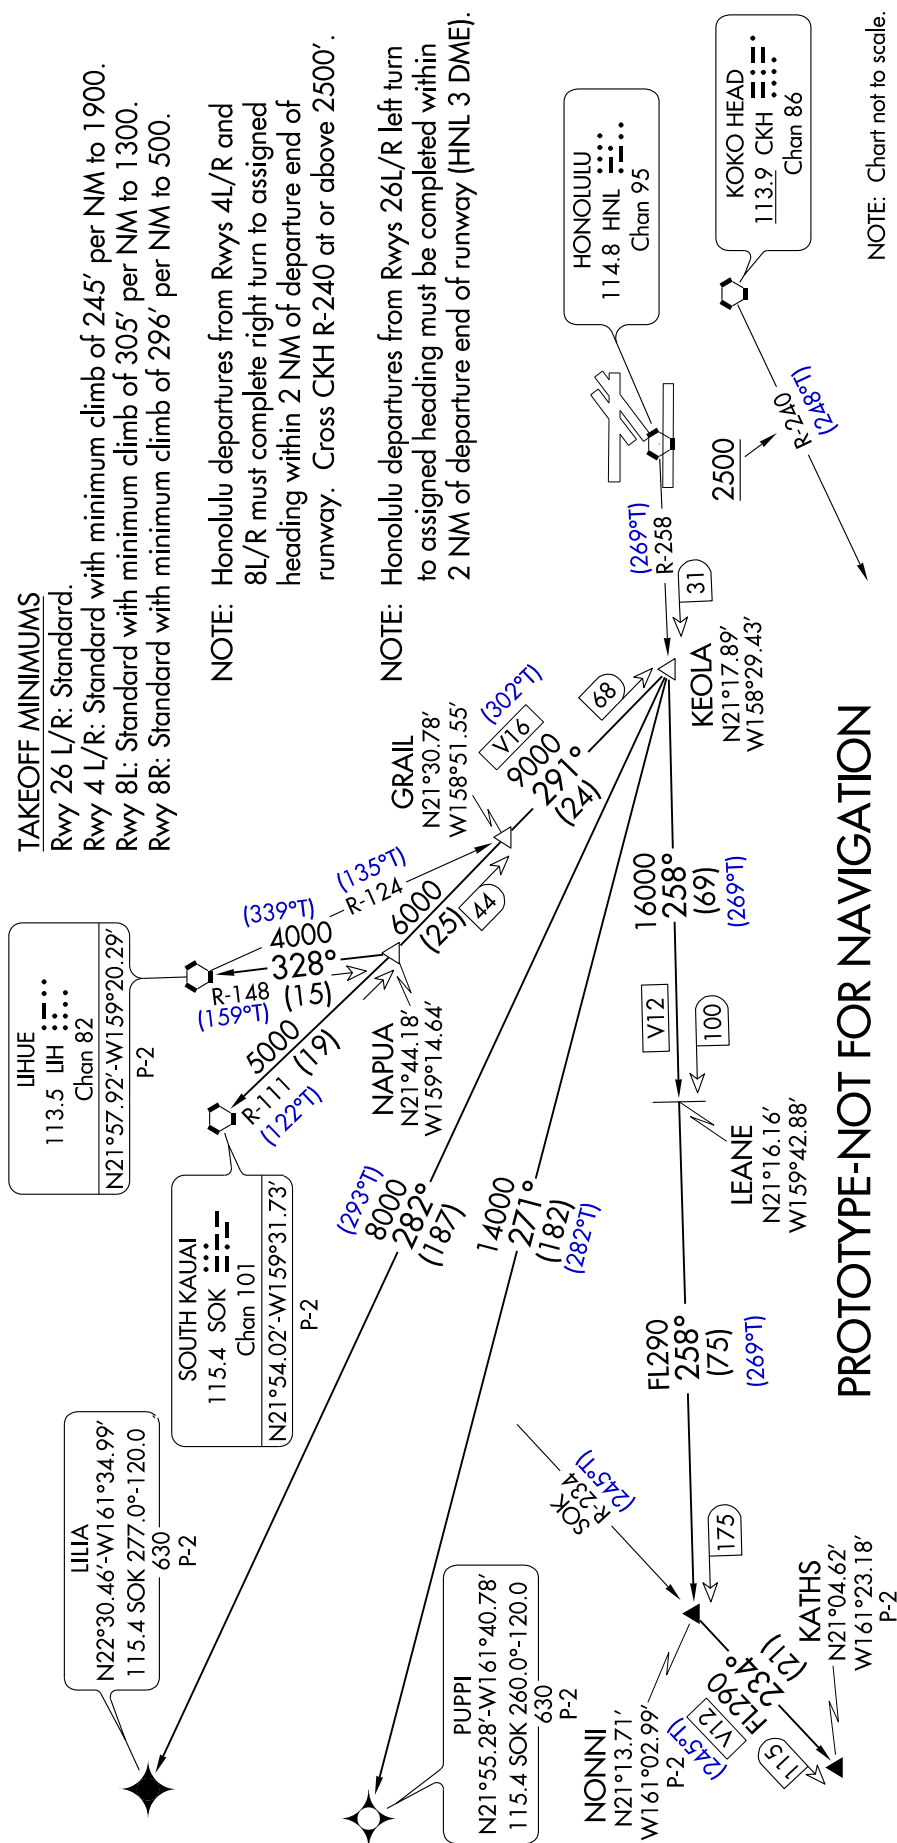 TAKEOFF MINIMUMS
Rwy 26 L/R: Standard.
Rwy 4 L/R: Standard with minimum climb of 245′ per NM to 1900.
Rwy 8L: Standard with minimum climb of 305′ per NM to 1300.
Rwy 8R: Standard with minimum climb of 296′ per NM to 500.
NOTE: Honolulu departures from Rwys 4L/R and
8L/R must complete right turn to assigned
heading within 2 NM of departure end of
runway. Cross CKH R-240 at or above 2500′.
NOTE: Honolulu departures from Rwys 26L/R left turn
to assigned heading must be completed within
2 NM of departure end of runway (HNL 3 DME).
LIHUE
113.5 LIH
Chan 82
N21°57.92′-W159°20.29′
P-2
SOUTH KAUAI
115.4 SOK
Chan 101
N21°54.02′-W159°31.73′
P-2
LILIA
N22°30.46′-W161°34.99′
115.4 SOK 277.0°-120.0
630
P-2
PUPPI
N21°55.28′-W161°40.78′
115.4 SOK 260.0°-120.0
630
P-2
(339°T)
4000
328°
(15)
R-148
(159°T)
(135°T)
R-124
5000
(19)
R-111
(122°T)
6000
(25)
44
NAPUA
N21°44.18′
W159°14.64′
GRAIL
N21°30.78′
W158°51.55′
(302°T)
V16
9000
291°
(24)
68
(293°T)
8000
282°
(187)
14000
271°
(182)
(282°T)
HONOLULU
114.8 HNL
Chan 95
KOKO HEAD
113.9 CKH
Chan 86
(269°T)
R-258
31
2500
R-240
(248°T)
KEOLA
N21°17.89′
W158°29.43′
16000
258°
(69)
(269°T)
V12
100
LEANE
N21°16.16′
W159°42.88′
FL290
258°
(75)
(269°T)
SOK
R-234
(245°T)
175
NONNI
N21°13.71′
W161°02.99′
P-2
(245°T)
V12
FL290
234°
(21)
115
KATHS
N21°04.62′
W161°23.18′
P-2
PROTOTYPE-NOT FOR NAVIGATION
NOTE: Chart not to scale.